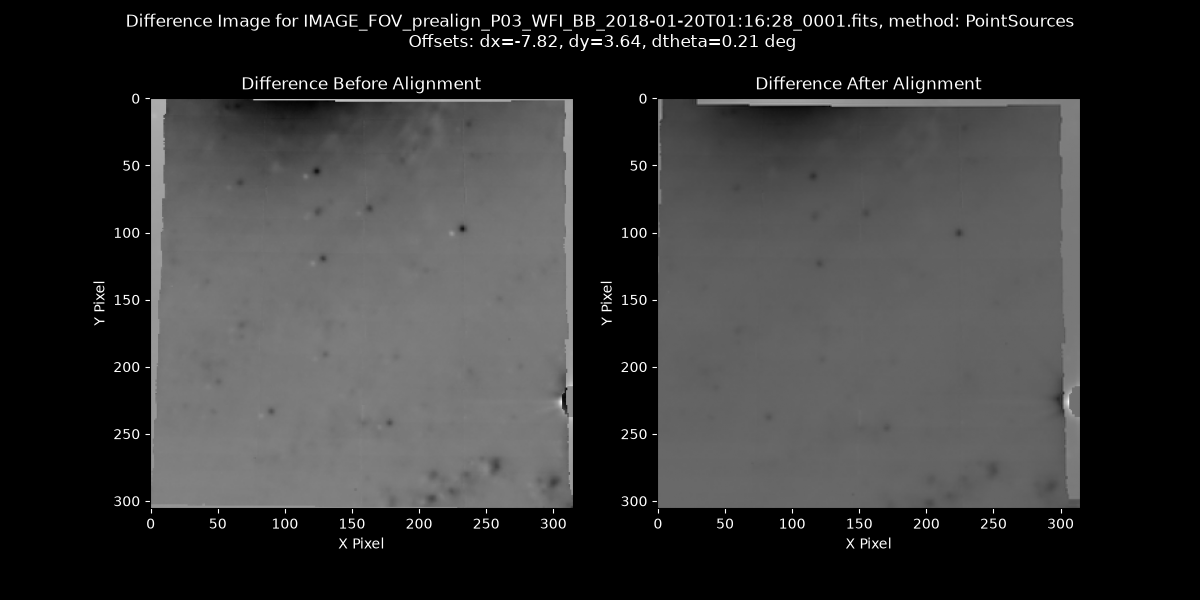 Difference Image for IMAGE_FOV_prealign_P03_WFI_BB_2018-01-20T01:16:28_0001.fits, method: PointSources
Offsets: dx=-7.82, dy=3.64, dtheta=0.21 deg
Difference Before Alignment
0
50
100
150
200
250
300
Y Pixel
0 50 100 150 200 250 300
X Pixel
Difference After Alignment
0
50
100
150
200
250
300
Y Pixel
0 50 100 150 200 250 300
X Pixel